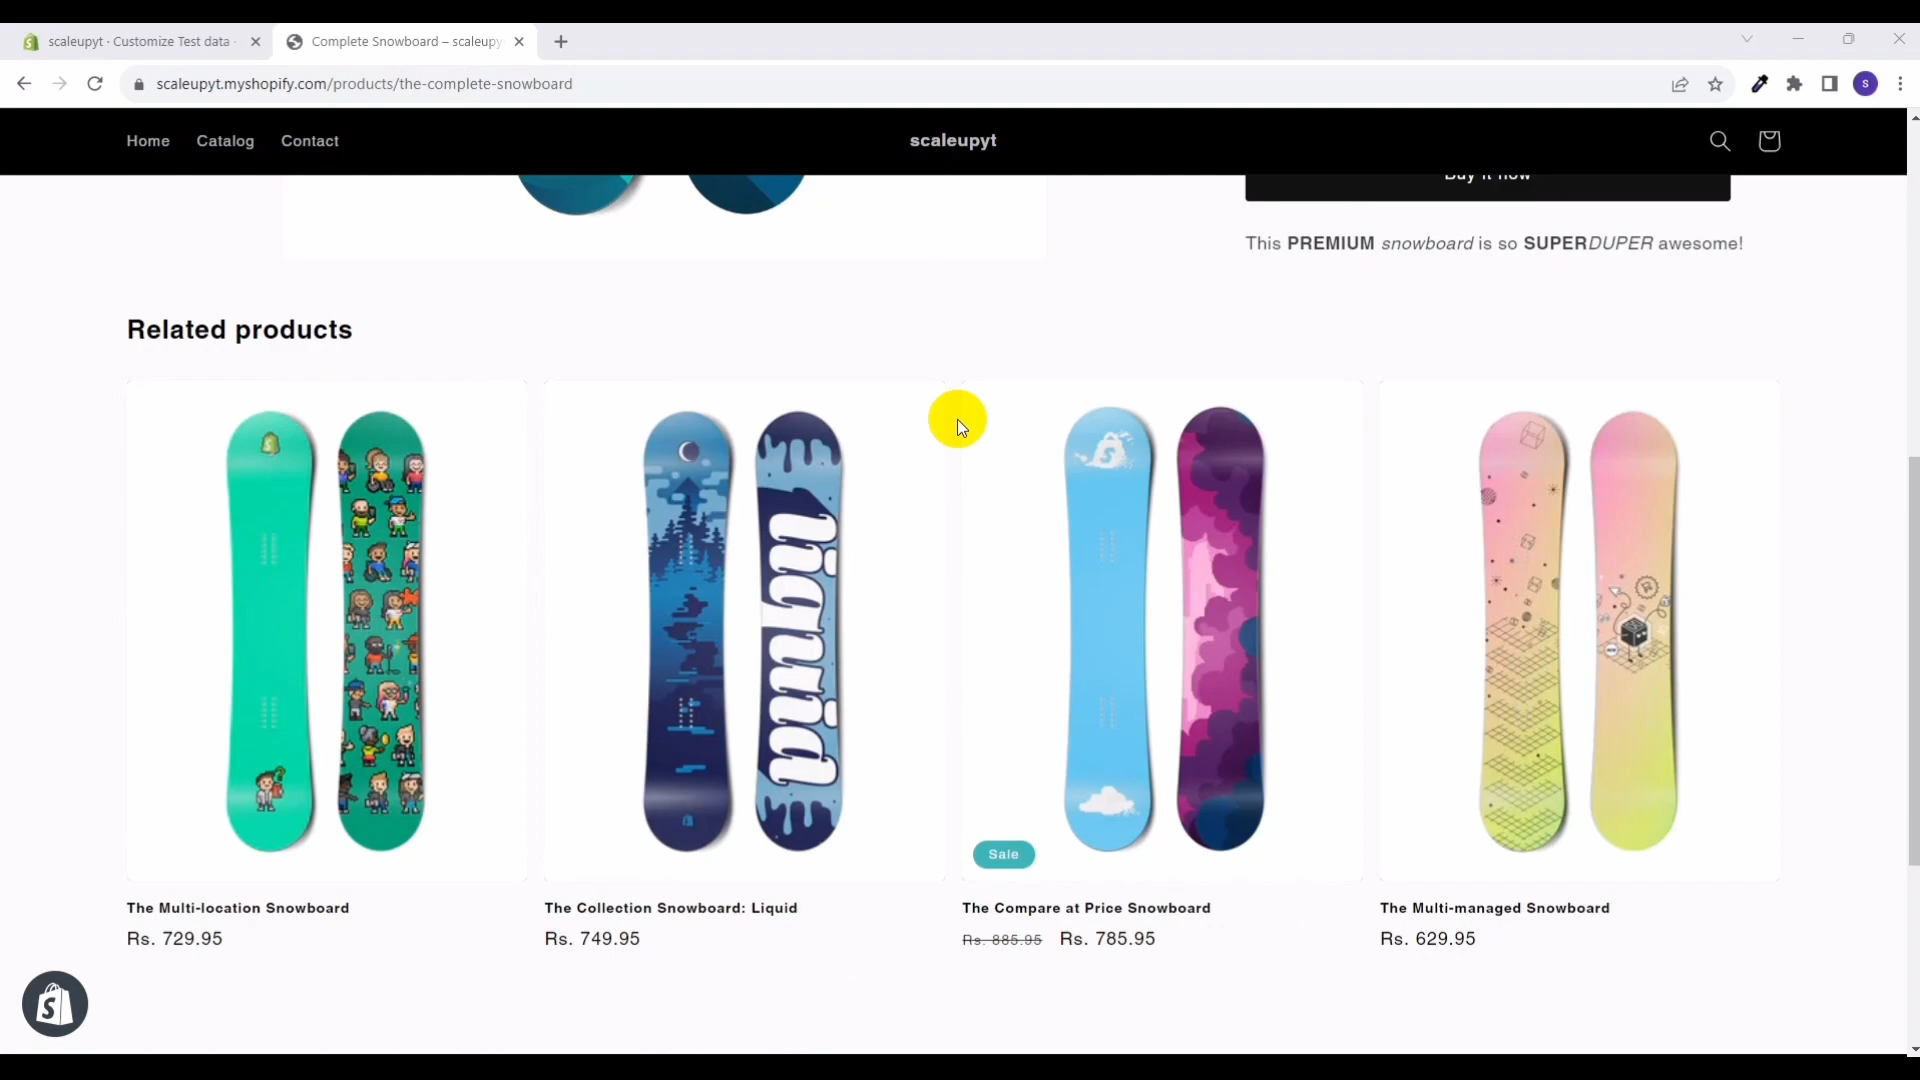 scaleupyt · Customize Test data
Complete Snowboard – scaleupy
scaleupyt.myshopify.com/products/the-complete-snowboard
S
Home
Catalog
Contact
scaleupyt
Buy it now
This PREMIUM snowboard is so SUPERDUPER awesome!
Related products
liquid
Sale
The Multi-location Snowboard
Rs. 729.95
The Collection Snowboard: Liquid
Rs. 749.95
The Compare at Price Snowboard
Rs. 885.95 Rs. 785.95
The Multi-managed Snowboard
Rs. 629.95